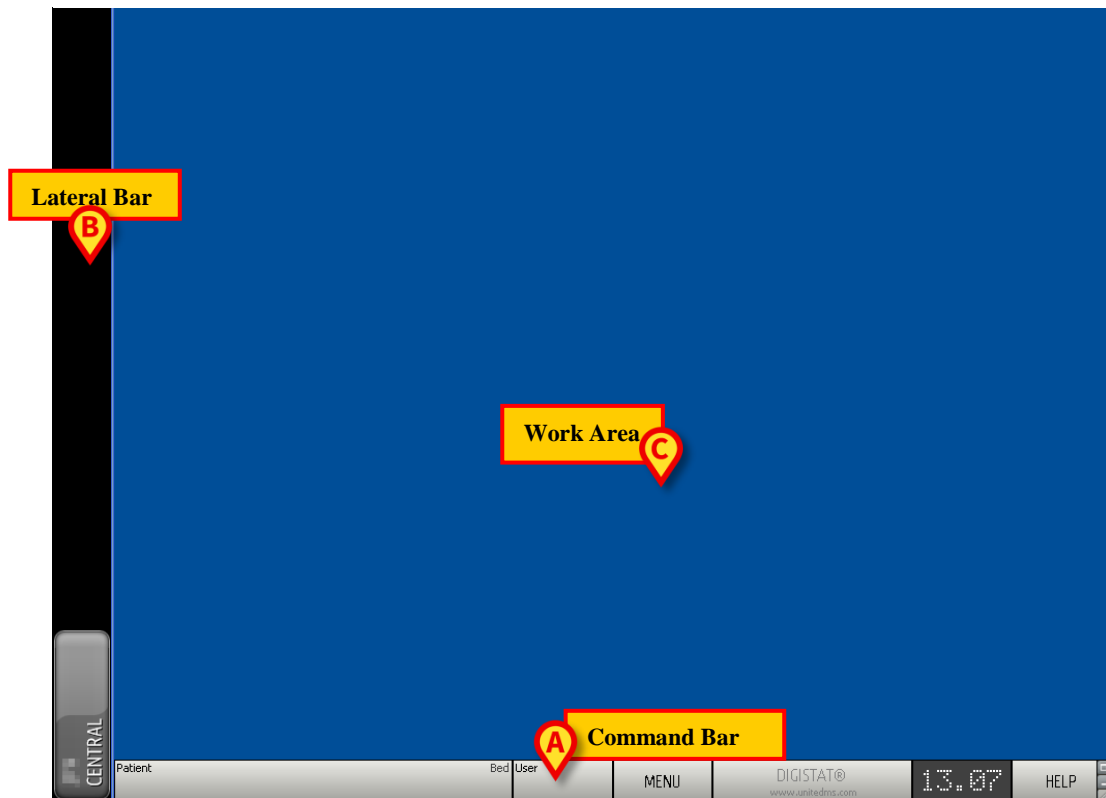 Lateral Bar
B
Work Area
C
Command Bar
A
CENTRAL
Patient
Bed
User
MENU
DIGISTAT®
www.unitedms.com
13.07
HELP